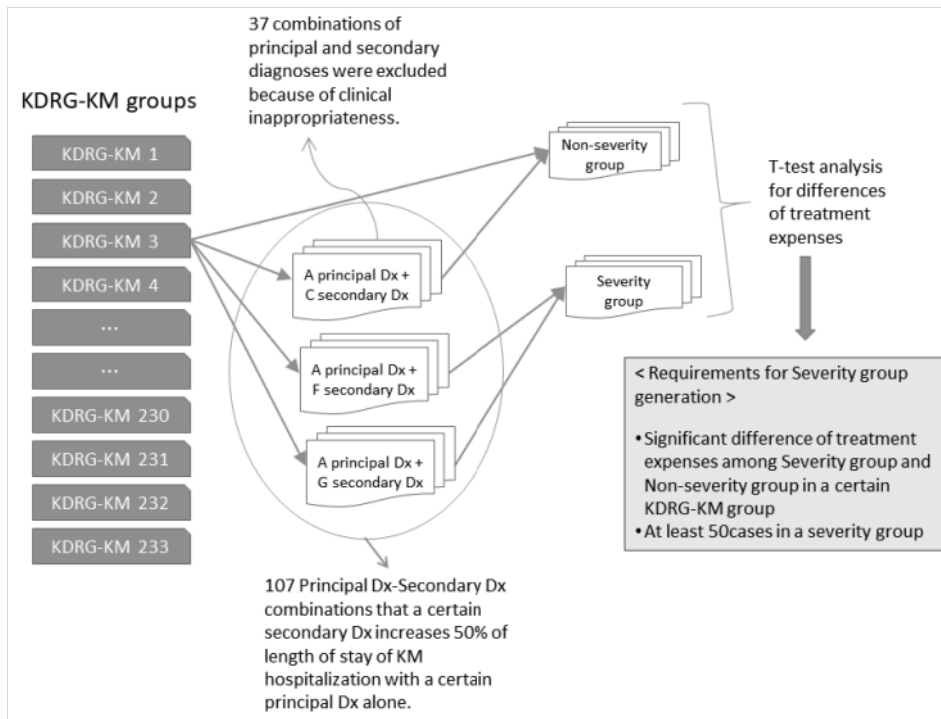 37 combinations of
principal and secondary
diagnoses were excluded
because of clinical
inappropriateness.
KDRG-KM groups
KDRG-KM 1
KDRG-KM 2
KDRG-KM 3
KDRG-KM 4
...
...
KDRG-KM 230
KDRG-KM 231
KDRG-KM 232
KDRG-KM 233
A principal Dx +
C secondary Dx
A principal Dx +
F secondary Dx
A principal Dx +
G secondary Dx
Non-severity
group
Severity
group
T-test analysis
for differences
of treatment
expenses
< Requirements for Severity group
generation >
•Significant difference of treatment
expenses among Severity group and
Non-severity group in a certain
KDRG-KM group
•At least 50cases in a severity group
107 Principal Dx-Secondary Dx
combinations that a certain
secondary Dx increases 50% of
length of stay of KM
hospitalization with a certain
principal Dx alone.